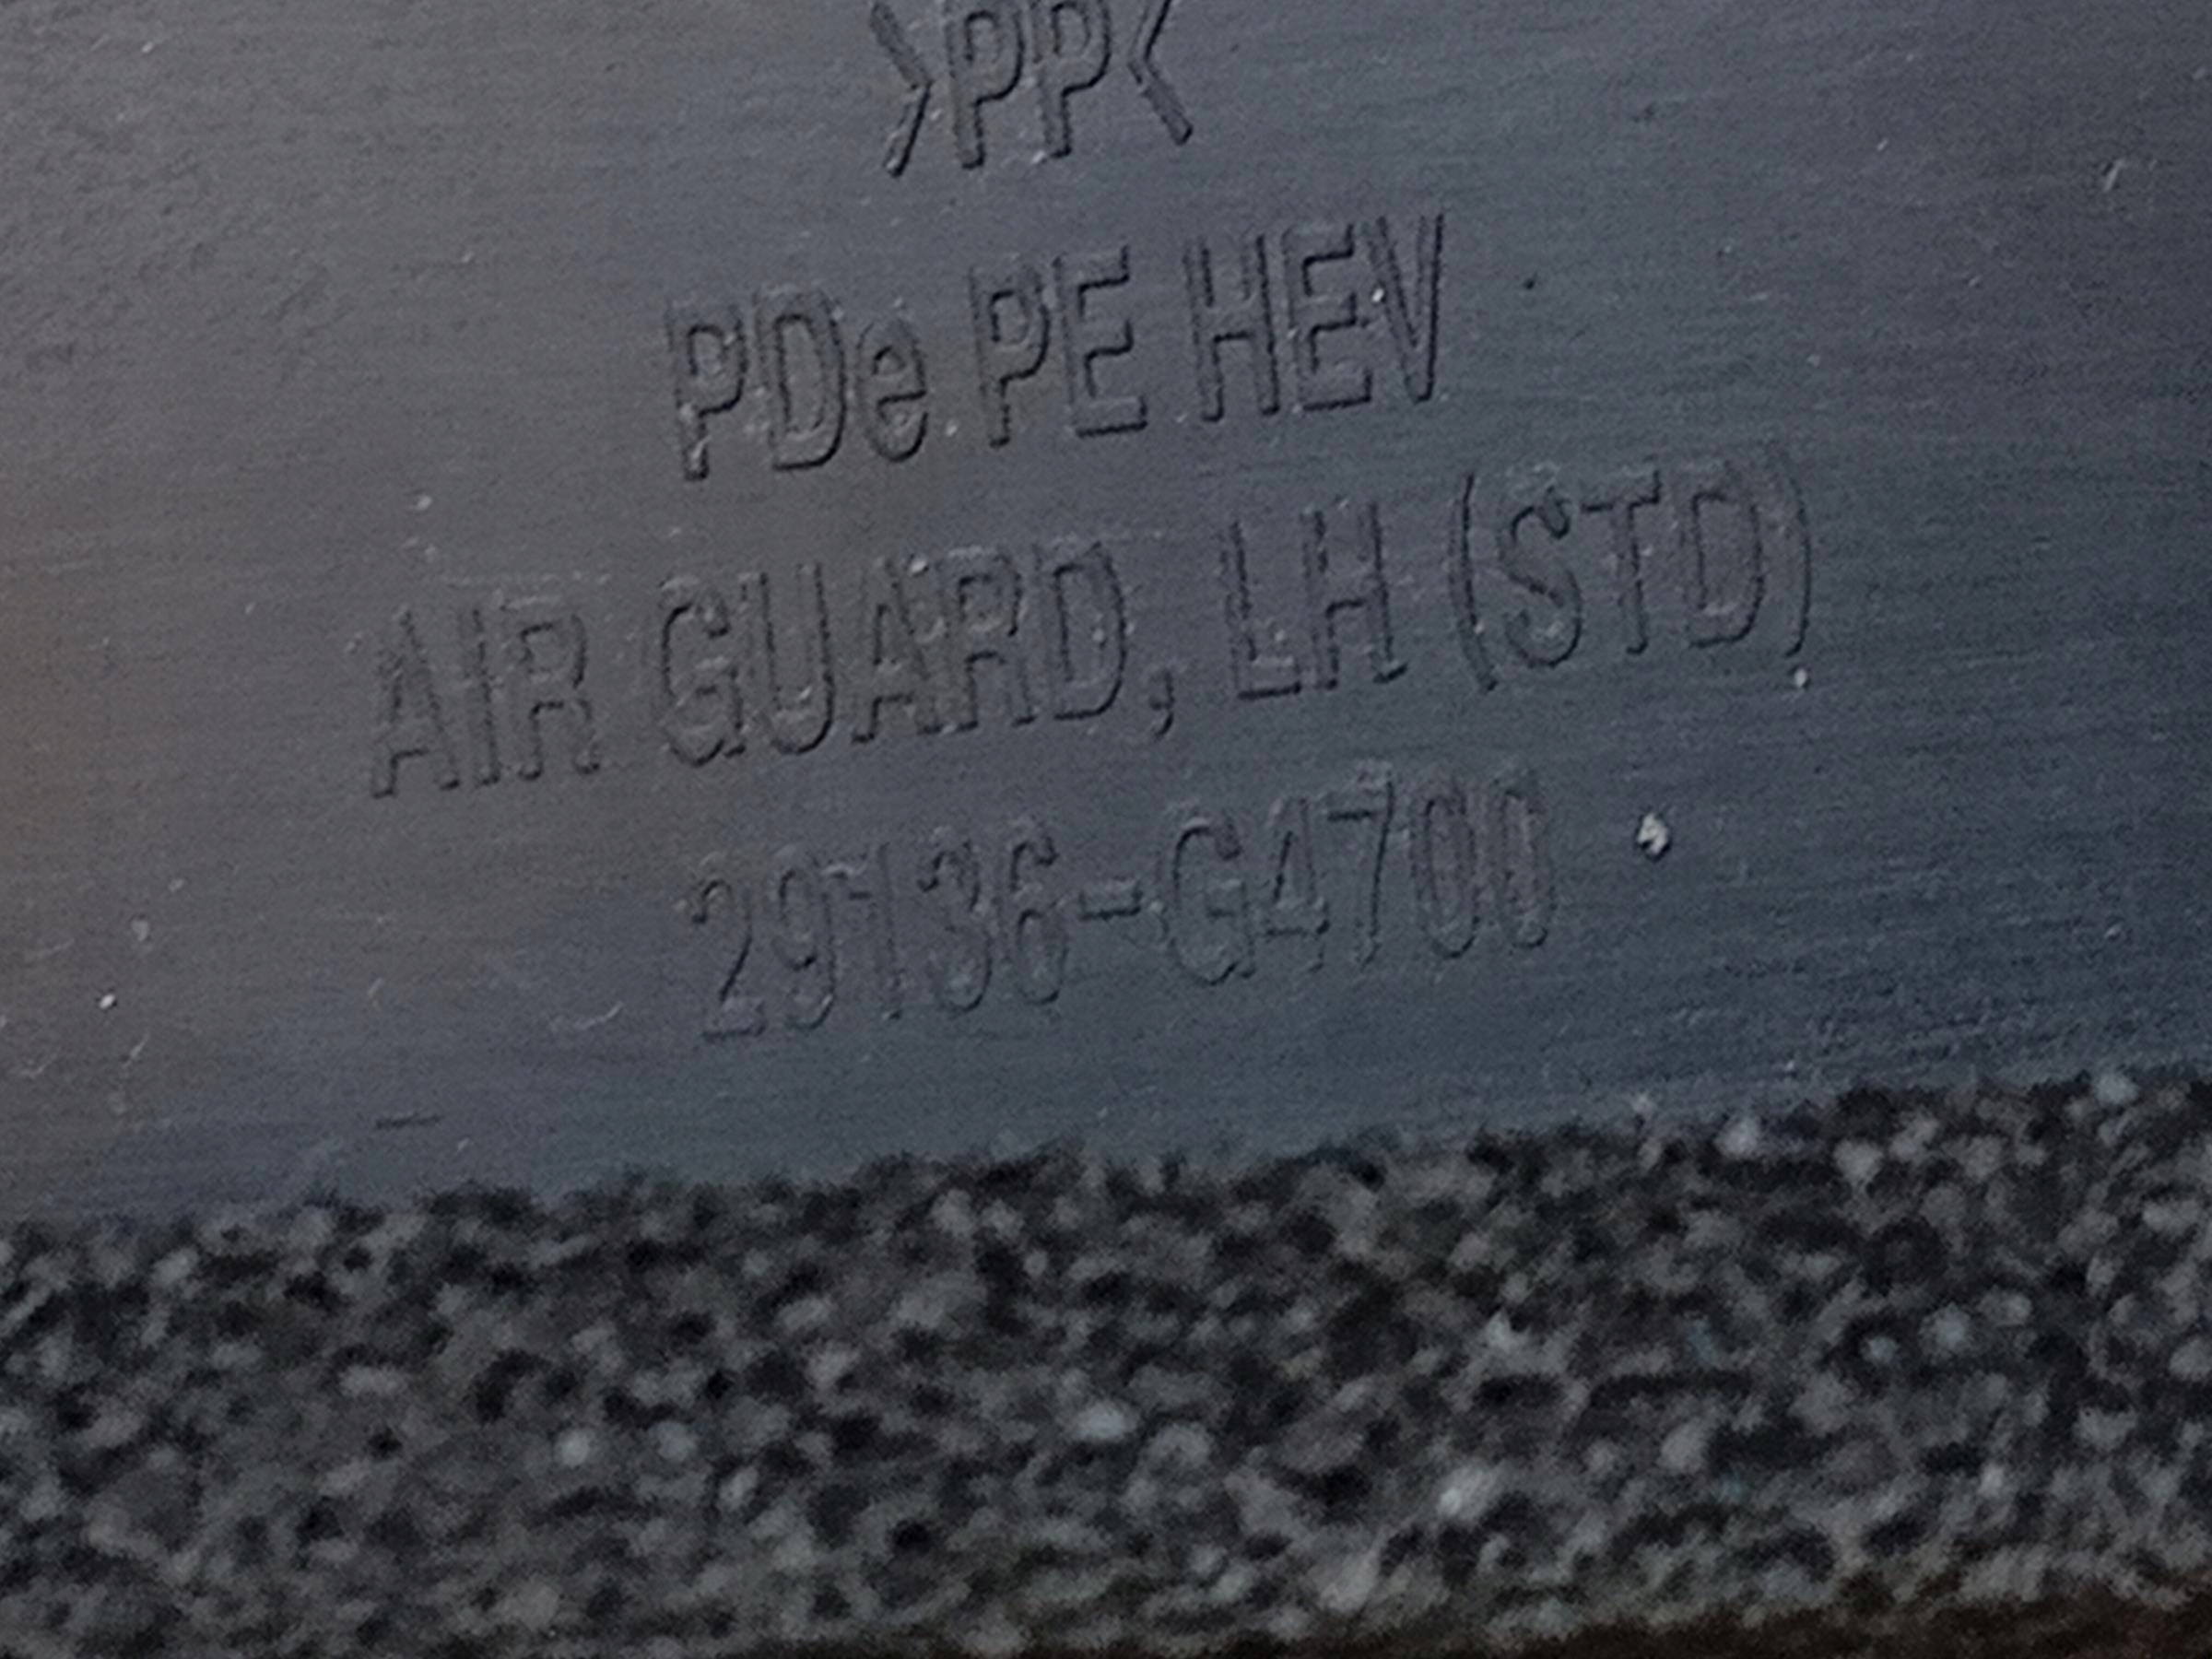 >PP<
PDe PE HEV
AIR GUARD, LH (STD)
29136-G4700